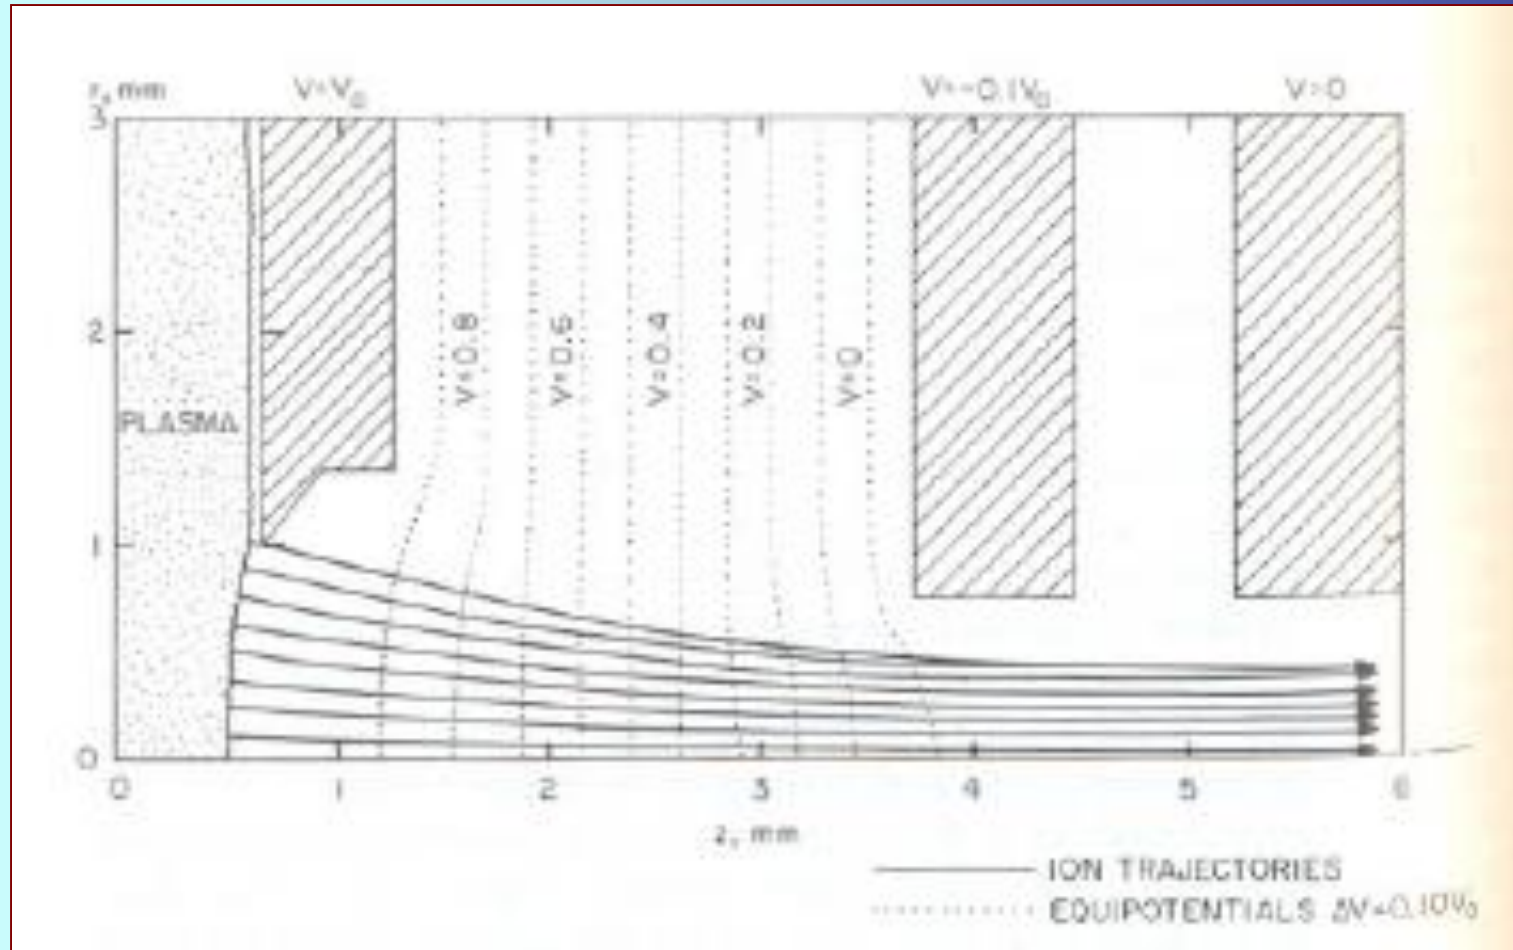 r, mm
V=V₀
V=-0.1V₀
V=0
3
2
1
0
PLASMA
V=0.8
V=0.6
V=0.4
V=0.2
V=0
0 1 2 3 4 5 6
z, mm
ION TRAJECTORIES
EQUIPOTENTIALS ΔV=0.10V₀